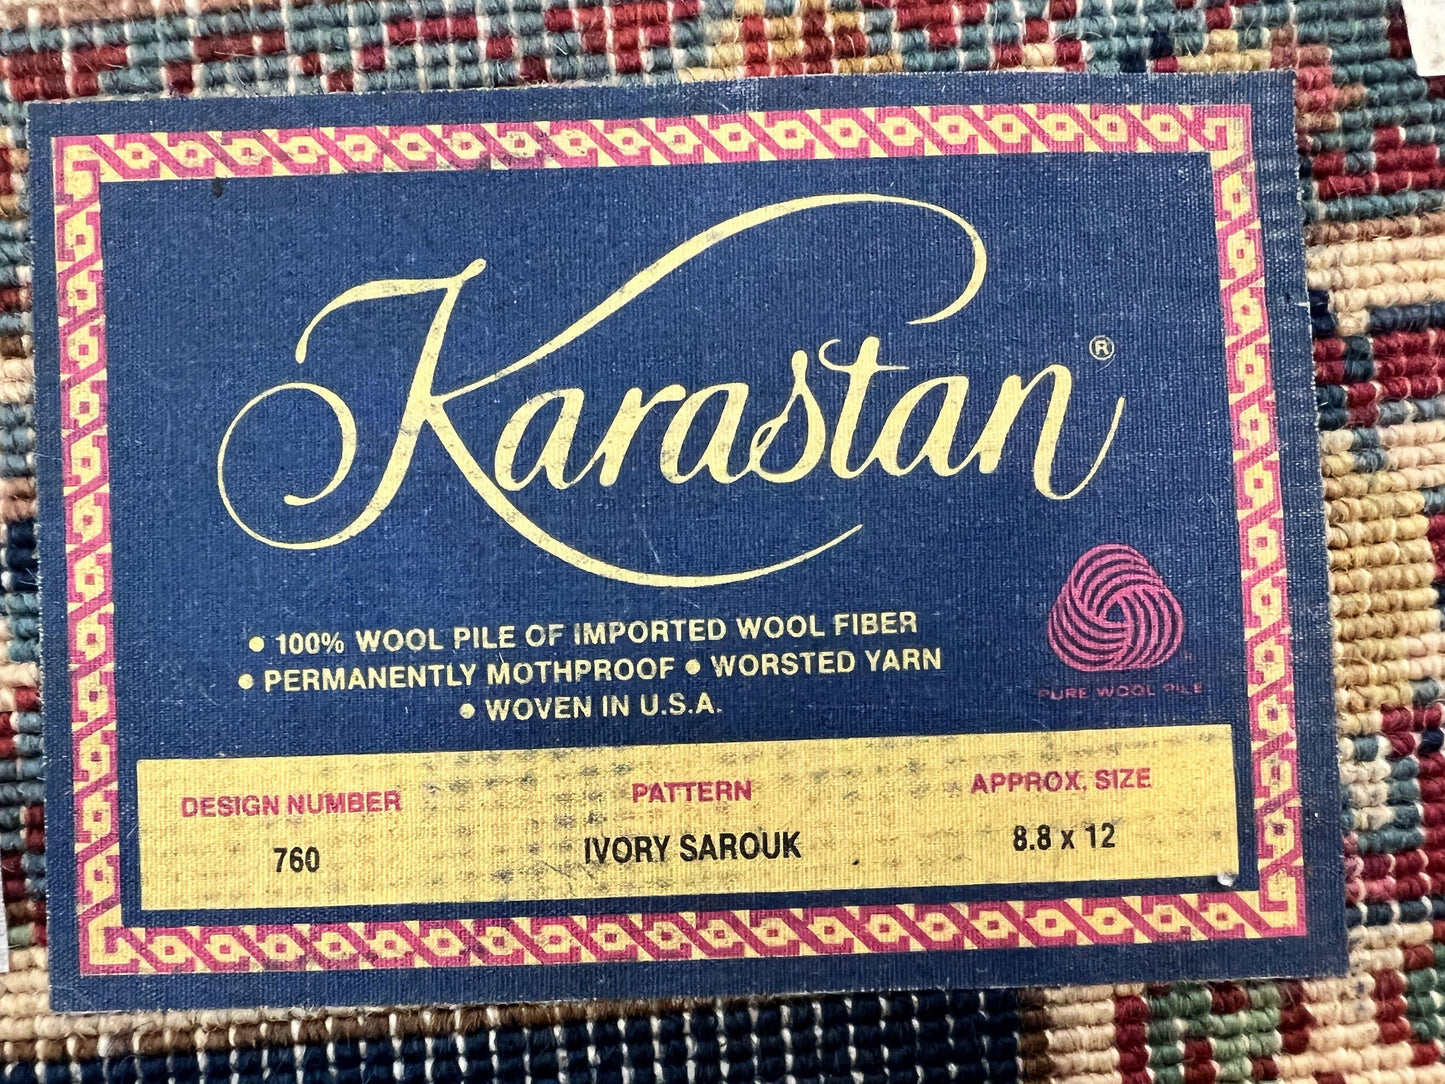 Karastan®
• 100% WOOL PILE OF IMPORTED WOOL FIBER
• PERMANENTLY MOTHPROOF • WORSTED YARN
• WOVEN IN U.S.A.
PURE WOOL PILE
DESIGN NUMBER PATTERN APPROX. SIZE
760 IVORY SAROUK 8.8 x 12